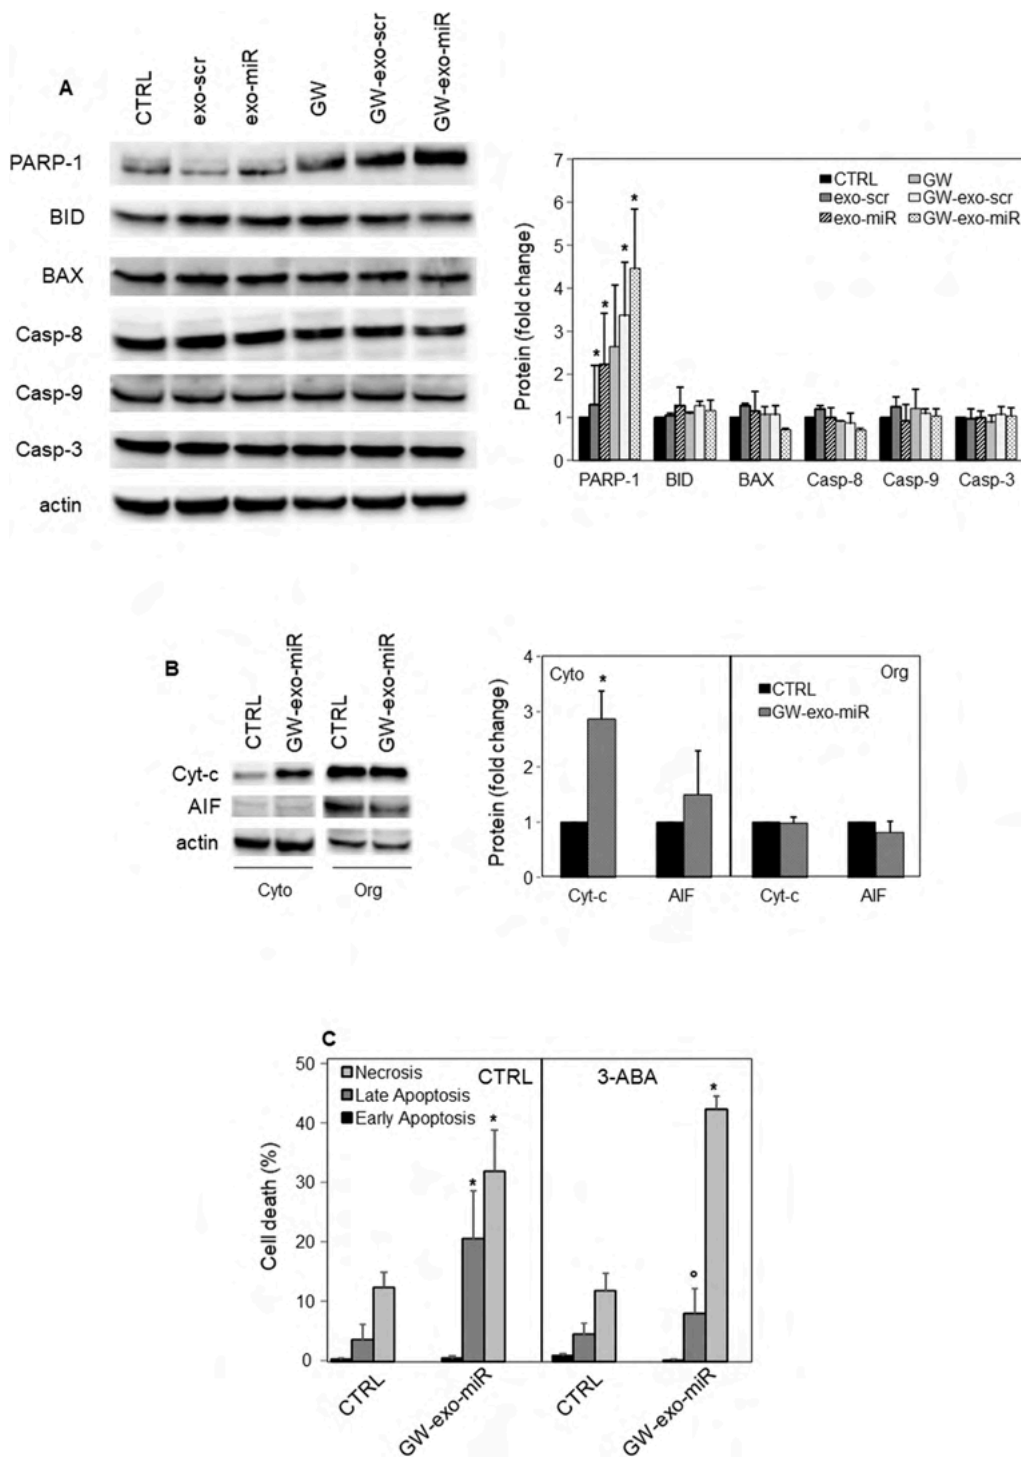 A
CTRL
exo-scr
exo-miR
GW
GW-exo-scr
GW-exo-miR
PARP-1
BID
BAX
Casp-8
Casp-9
Casp-3
actin
Protein (fold change)
7
6
5
4
3
2
1
0
CTRL
exo-scr
exo-miR
GW
GW-exo-scr
GW-exo-miR
* * * *
PARP-1 BID BAX Casp-8 Casp-9 Casp-3
B
CTRL
GW-exo-miR
CTRL
GW-exo-miR
Cyt-c
AIF
actin
Cyto Org
Protein (fold change)
4
3
2
1
0
Cyto
*
Org
CTRL
GW-exo-miR
Cyt-c AIF Cyt-c AIF
C
Cell death (%)
50
40
30
20
10
0
Necrosis
Late Apoptosis
Early Apoptosis
CTRL
* *
3-ABA
° *
CTRL
GW-exo-miR
CTRL
GW-exo-miR